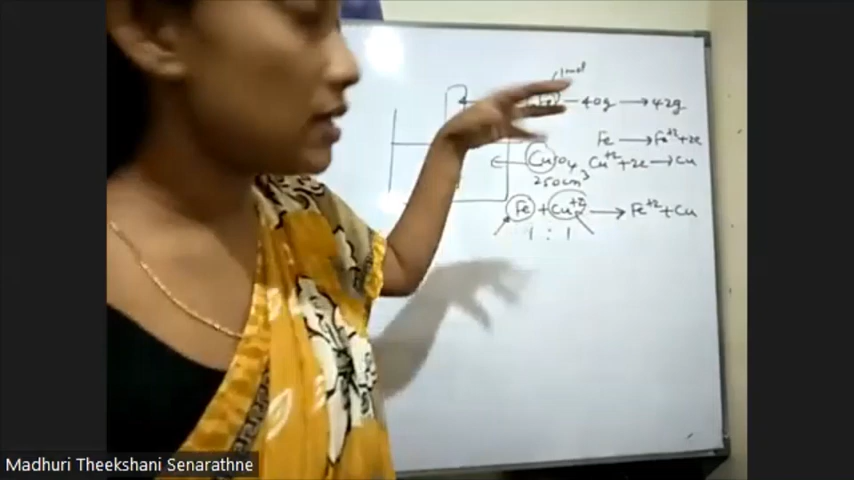 1mol
Fe — 40g → 42g
Fe → Fe+2 + 2e
CuSO4 Cu+2 + 2e → Cu
250cm3
Fe + Cu+2 → Fe+2 + Cu
1 : 1
Madhuri Theekshani Senarathne